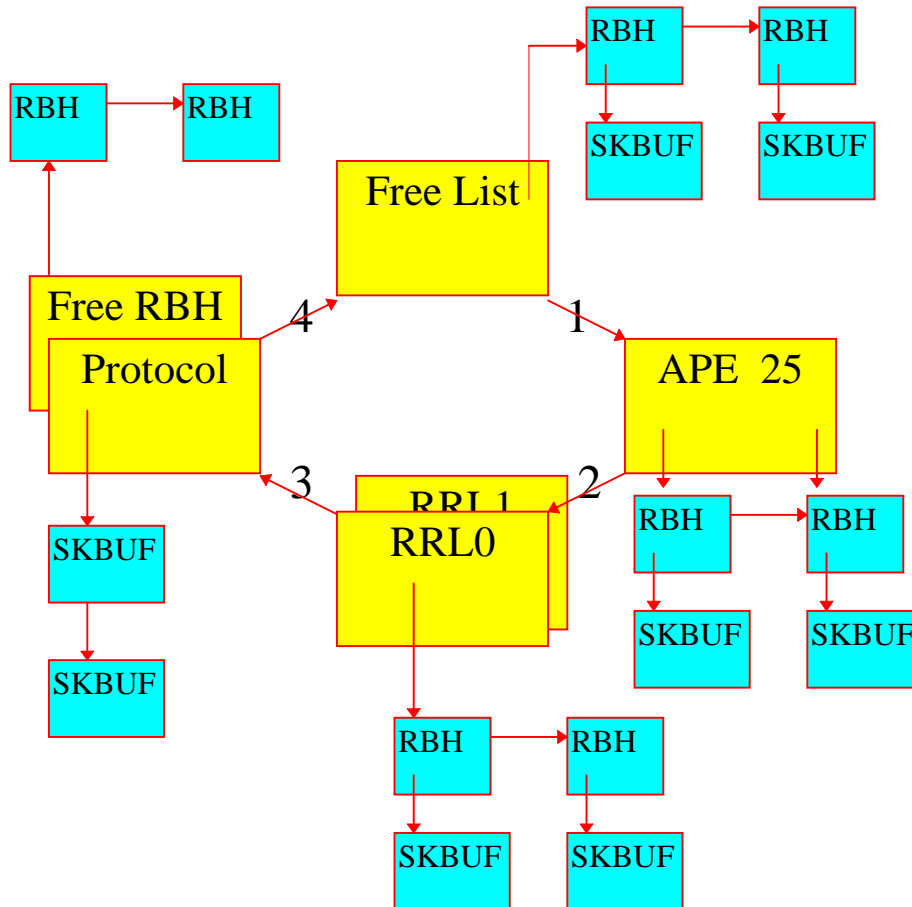 RBH
RBH
RBH
RBH
SKBUF
SKBUF
Free List
Free RBH
4
1
Protocol
APE 25
3
2
RRL1
RRL0
RBH
RBH
SKBUF
SKBUF
SKBUF
SKBUF
RBH
RBH
SKBUF
SKBUF